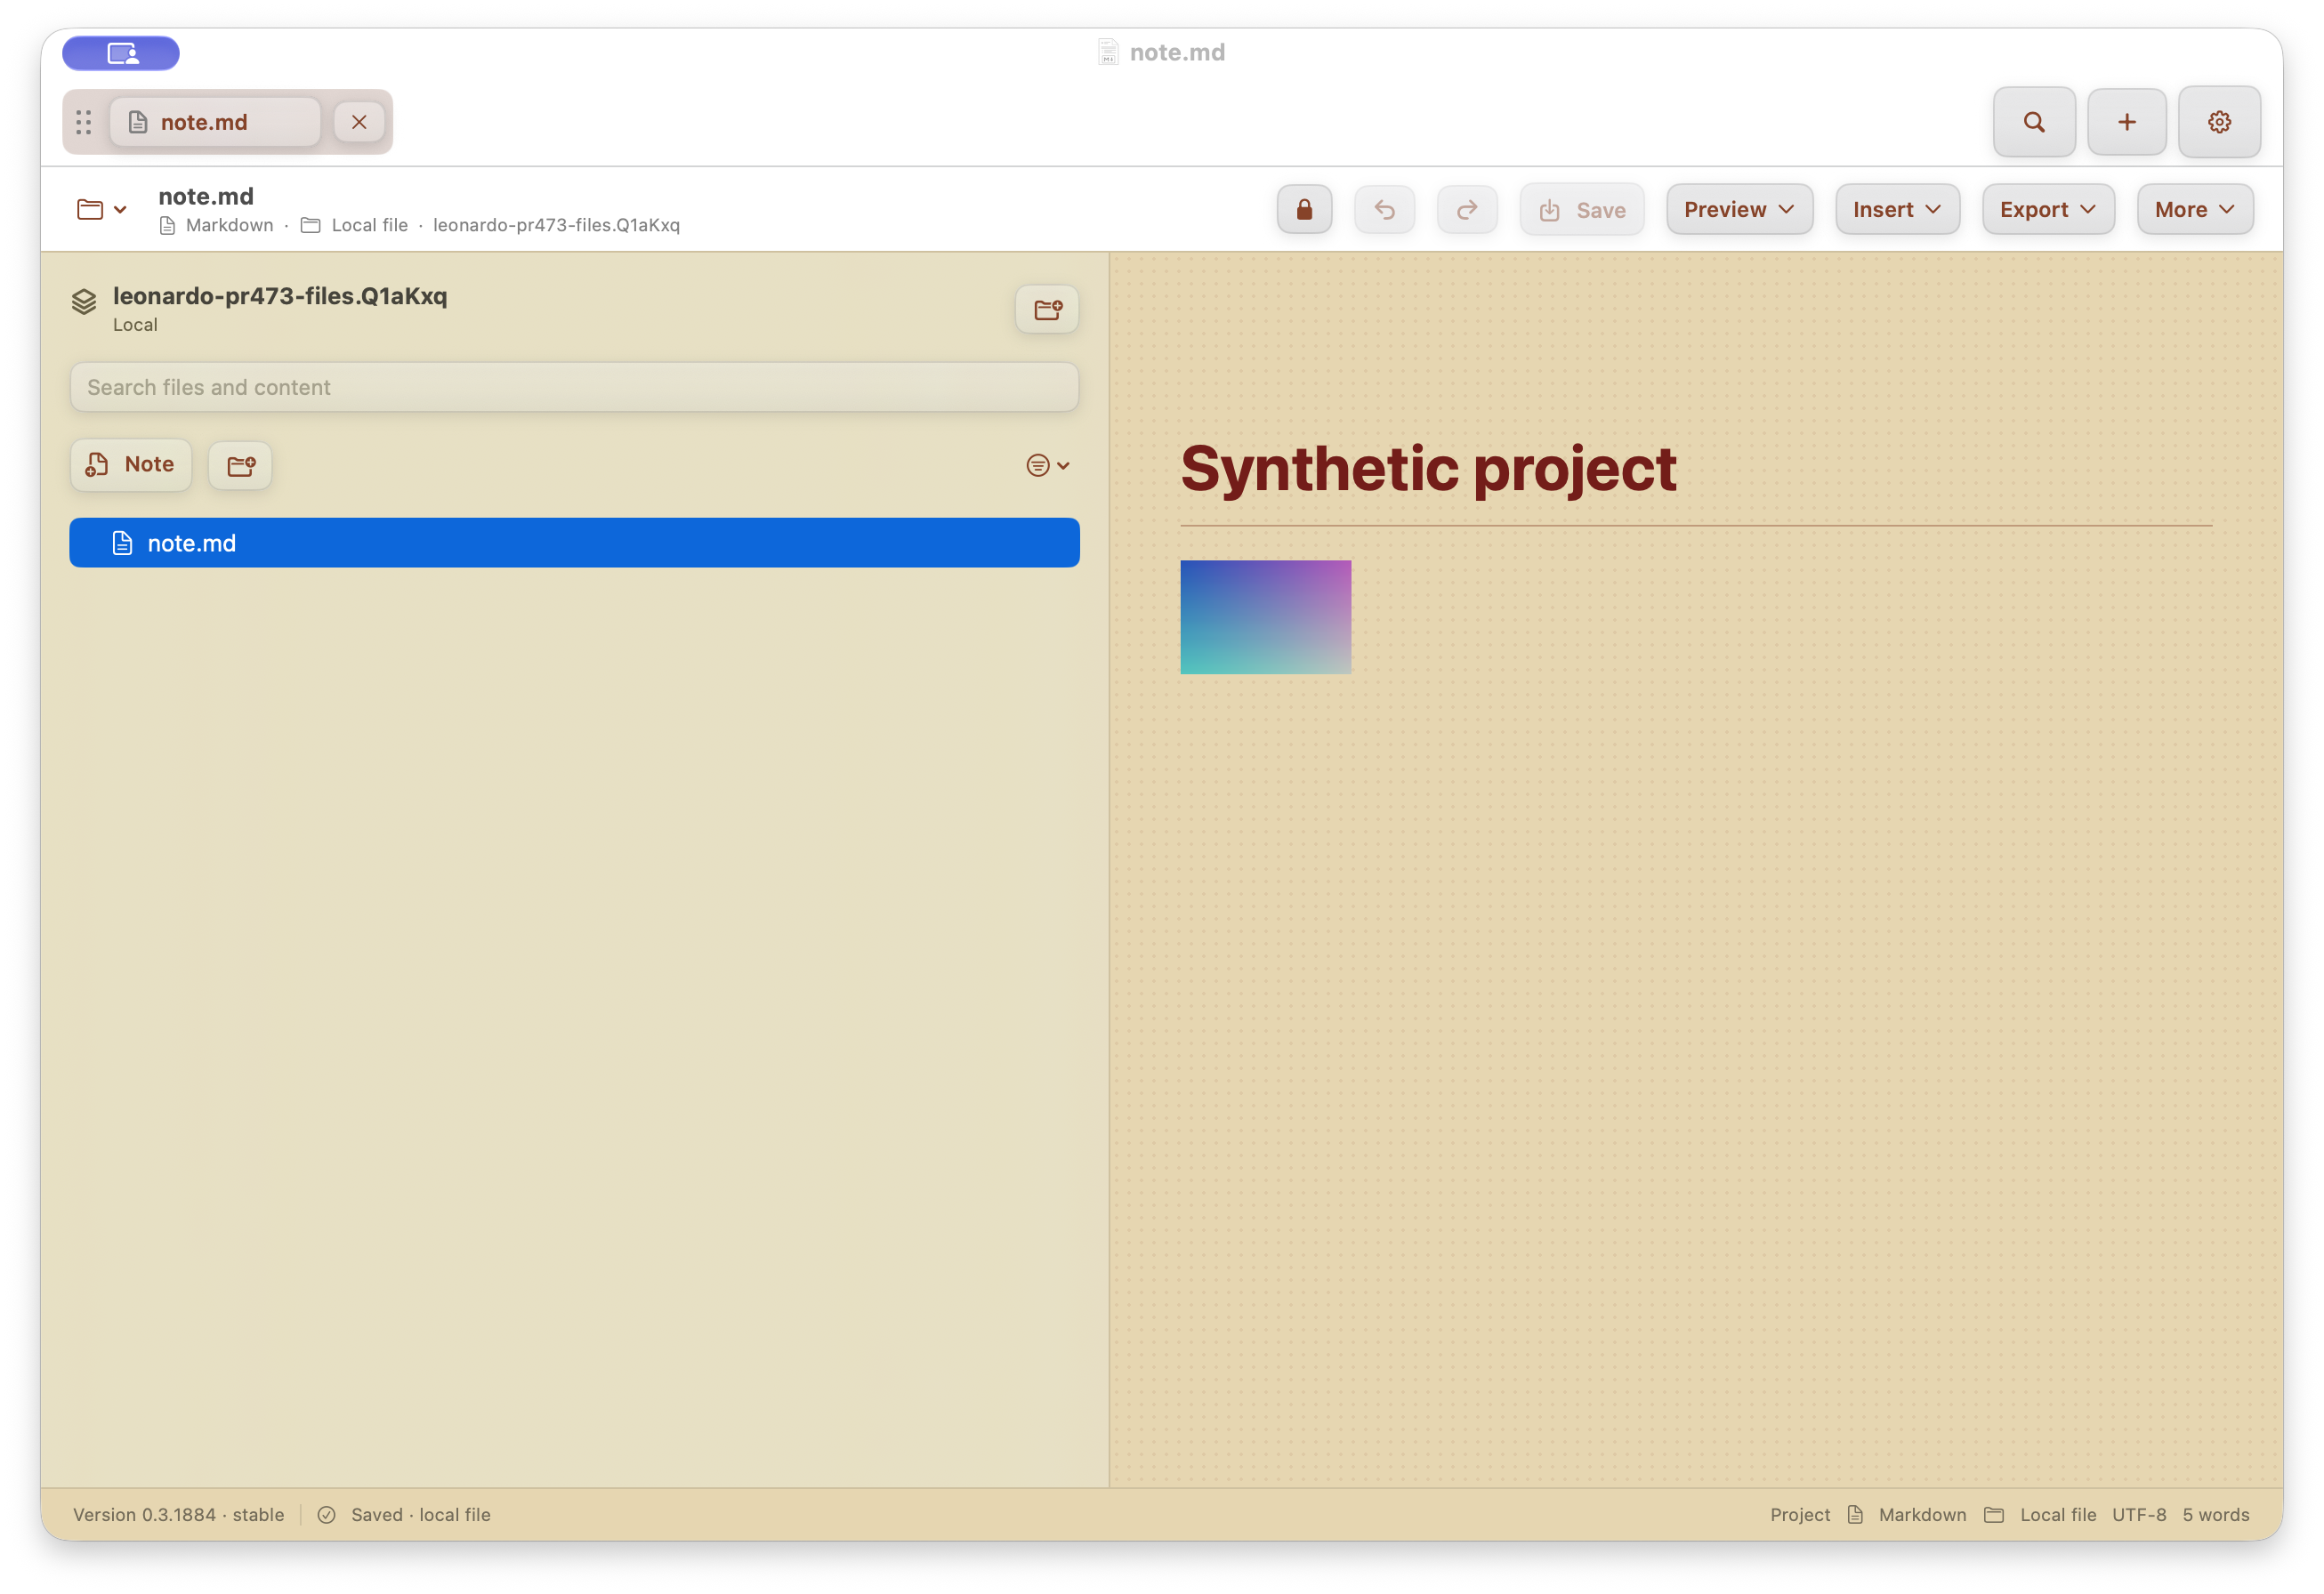 note.md
note.md
note.md
Markdown · Local file · leonardo-pr473-files.Q1aKxq
Save
Preview
Insert
Export
More
leonardo-pr473-files.Q1aKxq
Local
Search files and content
Note
note.md
Synthetic project
Version 0.3.1884 · stable
Saved · local file
Project Markdown Local file UTF-8 5 words